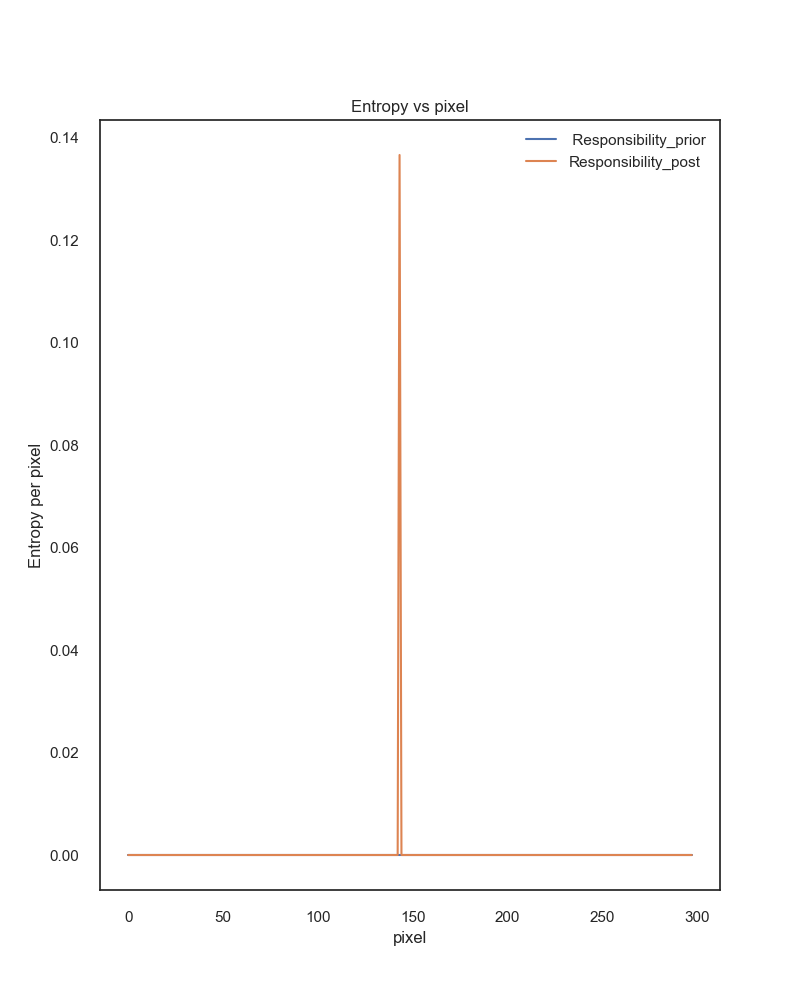 Entropy vs pixel
Responsibility_prior
Responsibility_post
0.14
0.12
0.10
0.08
0.06
0.04
0.02
0.00
Entropy per pixel
0 50 100 150 200 250 300
pixel